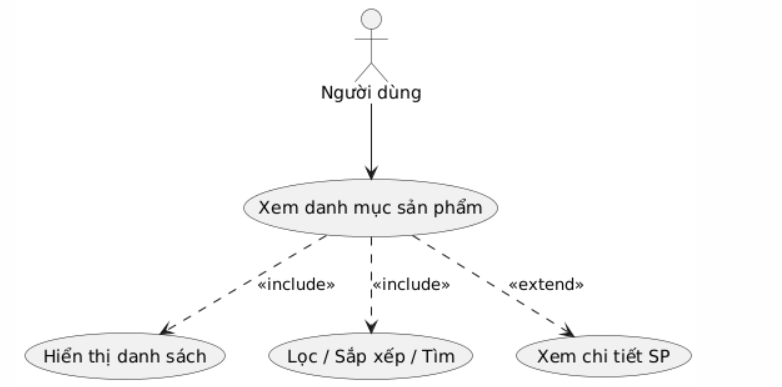 Người dùng
Xem danh mục sản phẩm
«include»
«include»
«extend»
Hiển thị danh sách
Lọc / Sắp xếp / Tìm
Xem chi tiết SP